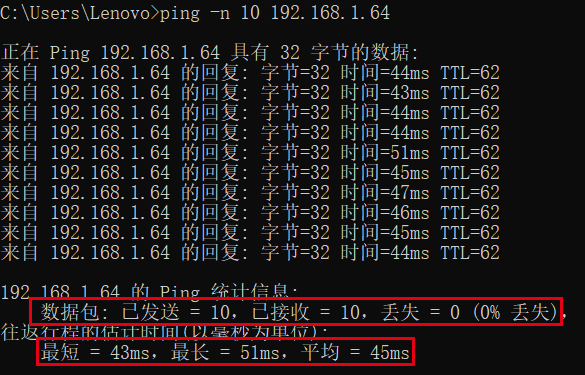 C:\Users\Lenovo>ping -n 10 192.168.1.64
正在 Ping 192.168.1.64 具有 32 字节的数据:
来自 192.168.1.64 的回复: 字节=32 时间=44ms TTL=62
来自 192.168.1.64 的回复: 字节=32 时间=43ms TTL=62
来自 192.168.1.64 的回复: 字节=32 时间=44ms TTL=62
来自 192.168.1.64 的回复: 字节=32 时间=44ms TTL=62
来自 192.168.1.64 的回复: 字节=32 时间=51ms TTL=62
来自 192.168.1.64 的回复: 字节=32 时间=45ms TTL=62
来自 192.168.1.64 的回复: 字节=32 时间=47ms TTL=62
来自 192.168.1.64 的回复: 字节=32 时间=46ms TTL=62
来自 192.168.1.64 的回复: 字节=32 时间=45ms TTL=62
来自 192.168.1.64 的回复: 字节=32 时间=44ms TTL=62
192.168.1.64 的 Ping 统计信息:
数据包: 已发送 = 10，已接收 = 10，丢失 = 0 (0% 丢失)，
往返行程的估计时间(以毫秒为单位):
最短 = 43ms，最长 = 51ms，平均 = 45ms